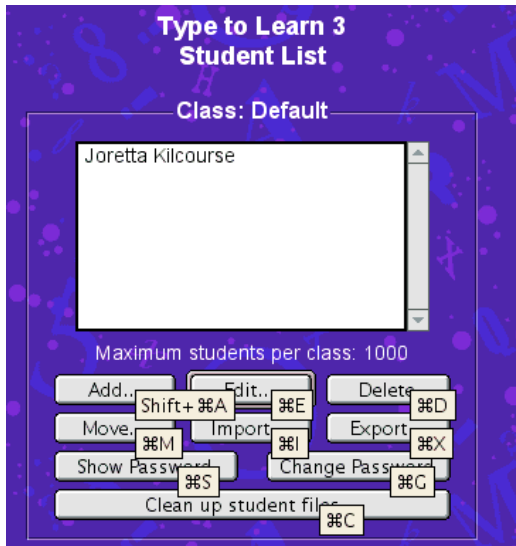 Type to Learn 3
Student List
Class: Default
Joretta Kilcourse
Maximum students per class: 1000
Add... Edit... Delete
Shift+ ⌘A ⌘E ⌘D
Move... Import Export
⌘M ⌘I ⌘X
Show Password Change Password
⌘S ⌘G
Clean up student files
⌘C